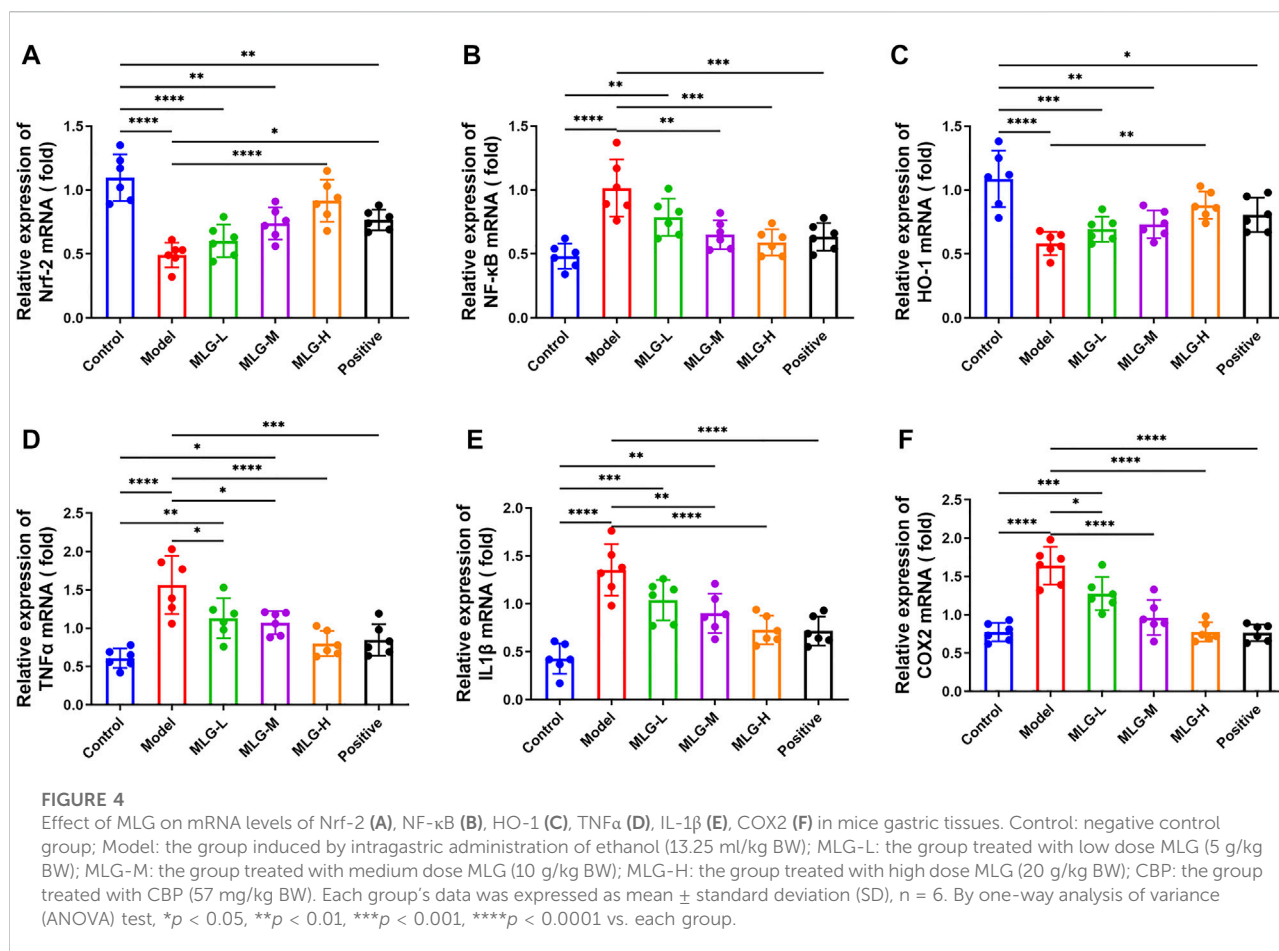 A
**
**
****
****
*
****
Relative expression of
Nrf-2 mRNA ( fold)
1.5
1.0
0.5
0.0
Control
Model
MLG-L
MLG-M
MLG-H
Positive
B
***
**
***
****
**
Relative expression of
NF-κB mRNA ( fold)
1.5
1.0
0.5
0.0
Control
Model
MLG-L
MLG-M
MLG-H
Positive
C
*
**
***
****
**
Relative expression of
HO-1 mRNA ( fold)
1.5
1.0
0.5
0.0
Control
Model
MLG-L
MLG-M
MLG-H
Positive
D
***
*
****
****
*
**
*
Relative expression of
TNFα mRNA ( fold)
2.5
2.0
1.5
1.0
0.5
0.0
Control
Model
MLG-L
MLG-M
MLG-H
Positive
E
****
**
***
**
****
****
Relative expression of
IL1β mRNA ( fold)
2.0
1.5
1.0
0.5
0.0
Control
Model
MLG-L
MLG-M
MLG-H
Positive
F
****
****
***
*
****
****
Relative expression of
COX2 mRNA ( fold)
2.5
2.0
1.5
1.0
0.5
0.0
Control
Model
MLG-L
MLG-M
MLG-H
Positive
FIGURE 4
Effect of MLG on mRNA levels of Nrf-2 (A), NF-κB (B), HO-1 (C), TNFα (D), IL-1β (E), COX2 (F) in mice gastric tissues. Control: negative control
group; Model: the group induced by intragastric administration of ethanol (13.25 ml/kg BW); MLG-L: the group treated with low dose MLG (5 g/kg
BW); MLG-M: the group treated with medium dose MLG (10 g/kg BW); MLG-H: the group treated with high dose MLG (20 g/kg BW); CBP: the group
treated with CBP (57 mg/kg BW). Each group's data was expressed as mean ± standard deviation (SD), n = 6. By one-way analysis of variance
(ANOVA) test, *p < 0.05, **p < 0.01, ***p < 0.001, ****p < 0.0001 vs. each group.